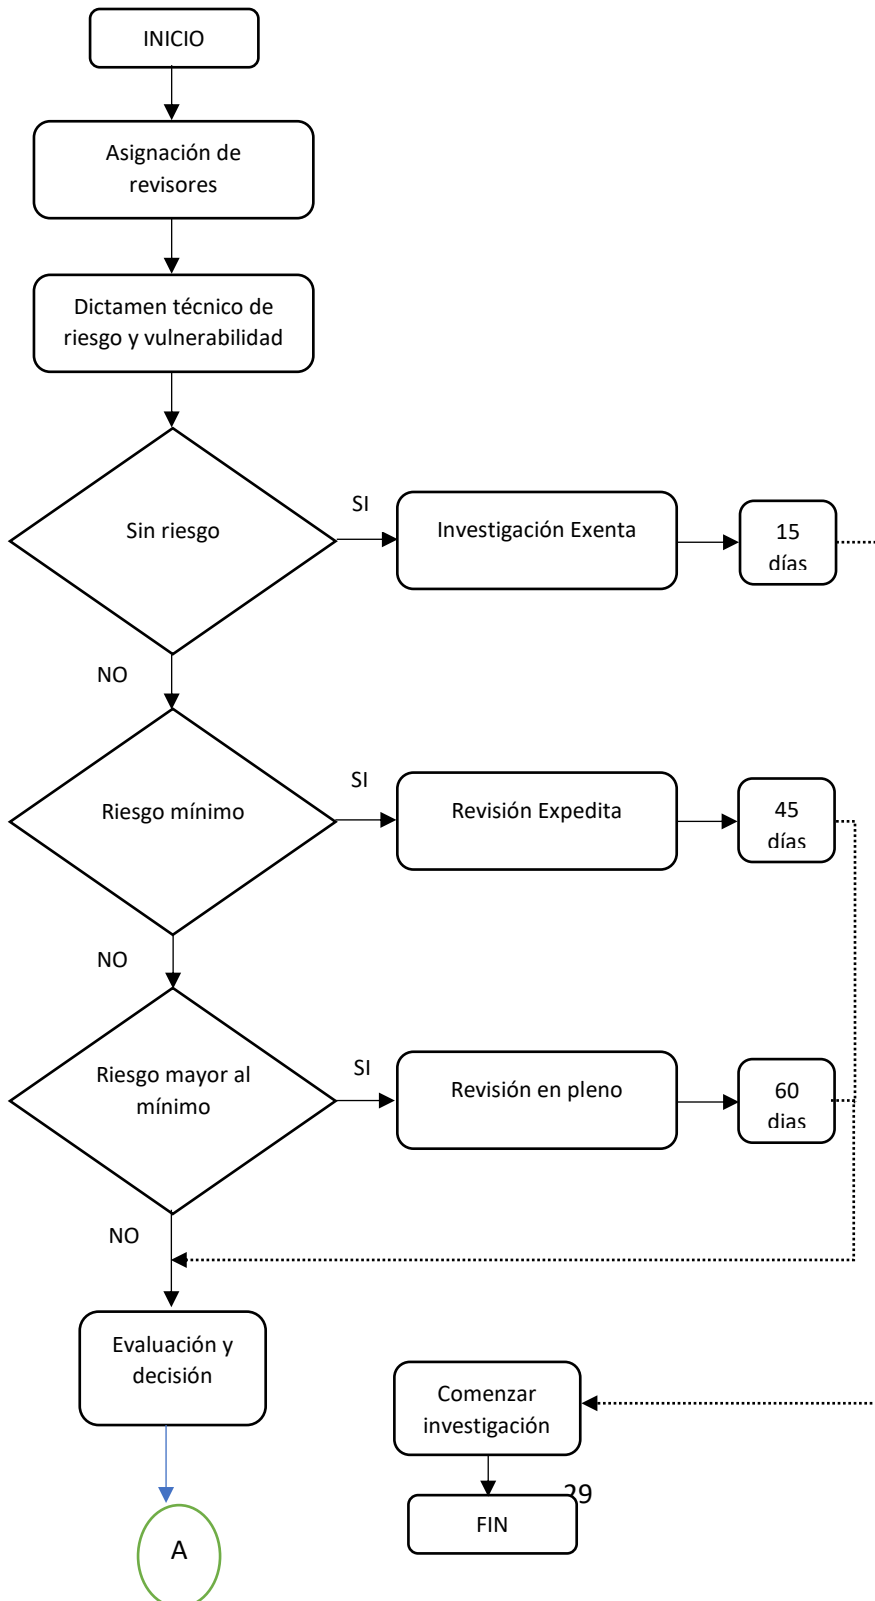 INICIO
Asignación de
revisores
Dictamen técnico de
riesgo y vulnerabilidad
Sin riesgo
SI
Investigación Exenta
15
días
NO
Riesgo mínimo
SI
Revisión Expedita
45
días
NO
Riesgo mayor al
mínimo
SI
Revisión en pleno
60
dias
NO
Evaluación y
decisión
Comenzar
investigación
29
FIN
A